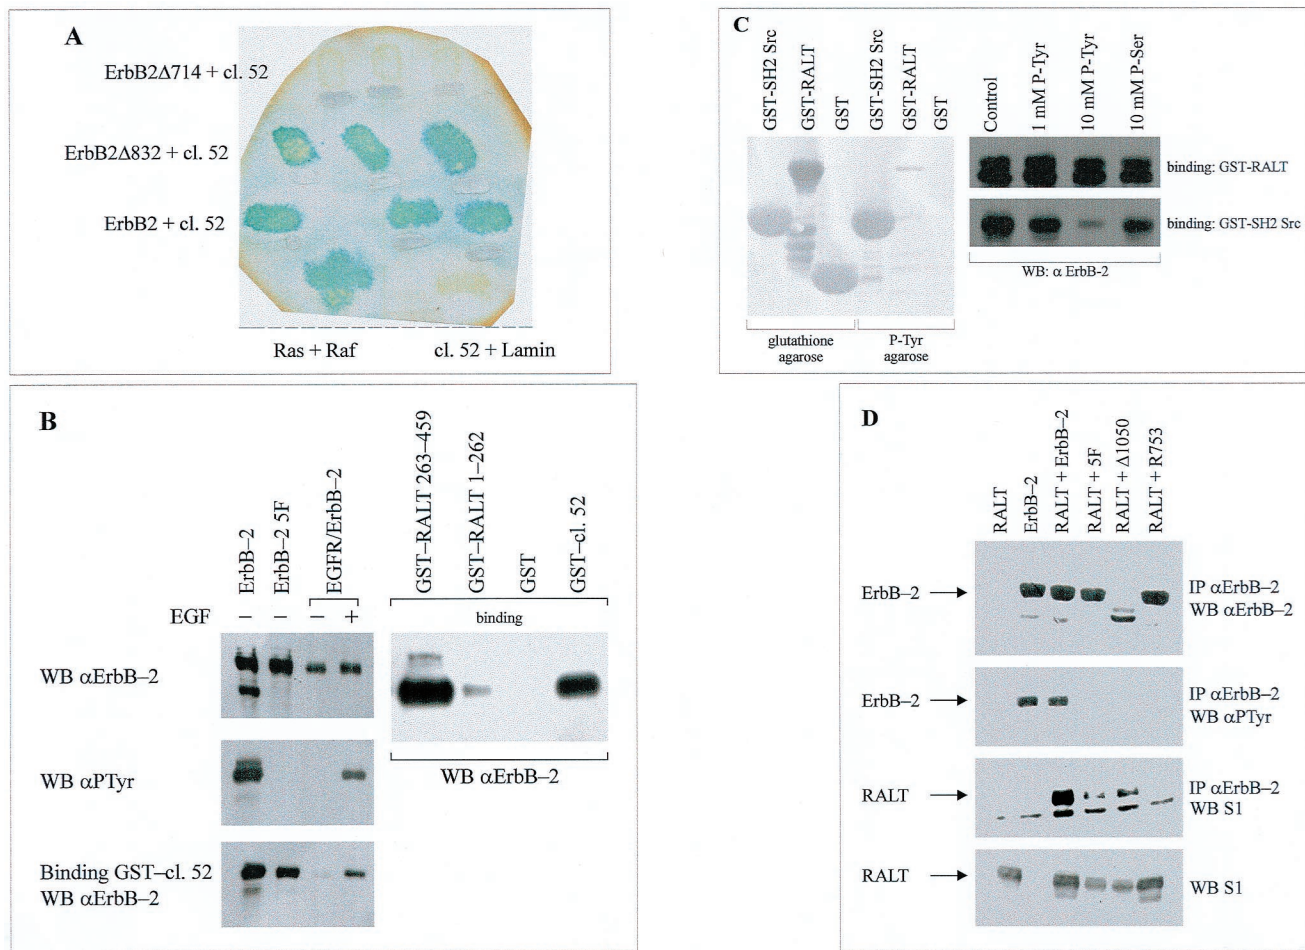 A
ErbB2Δ714 + cl. 52
ErbB2Δ832 + cl. 52
ErbB2 + cl. 52
Ras + Raf
cl. 52 + Lamin
B
ErbB–2
ErbB–2 5F
EGFR/ErbB–2
EGF
– – – +
WB αErbB–2
WB αPTyr
Binding GST–cl. 52
WB αErbB–2
GST–RALT 263–459
GST–RALT 1–262
GST
GST–cl. 52
binding
WB αErbB–2
C
GST-SH2 Src
GST-RALT
GST
GST-SH2 Src
GST-RALT
GST
glutathione
agarose
P-Tyr
agarose
Control
1 mM P-Tyr
10 mM P-Tyr
10 mM P-Ser
binding: GST-RALT
binding: GST-SH2 Src
WB: α ErbB-2
D
RALT
ErbB–2
RALT + ErbB–2
RALT + 5F
RALT + Δ1050
RALT + R753
ErbB–2
IP αErbB–2
WB αErbB–2
ErbB–2
IP αErbB–2
WB αPTyr
RALT
IP αErbB–2
WB S1
RALT
WB S1